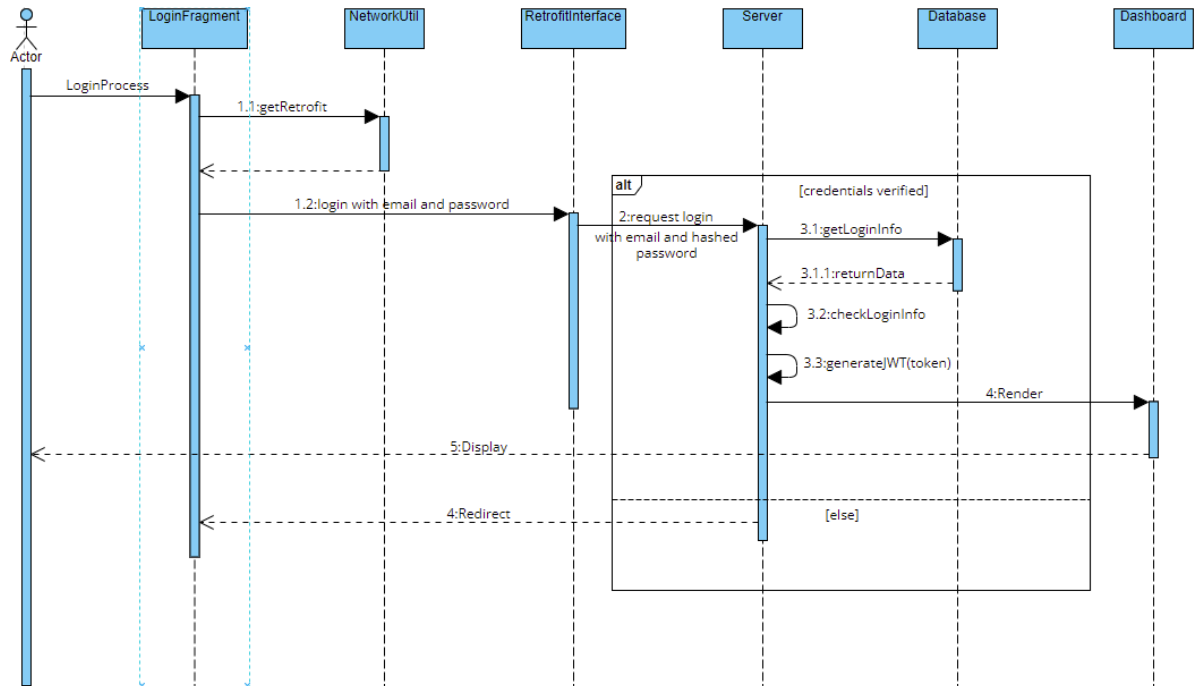 LoginFragment
NetworkUtil
RetrofitInterface
Server
Database
Dashboard
Actor
LoginProcess
1.1:getRetrofit
alt
[credentials verified]
1.2:login with email and password
2:request login
with email and hashed
password
3.1:getLoginInfo
3.1.1:returnData
3.2:checkLoginInfo
3.3:generateJWT(token)
4:Render
5:Display
4:Redirect
[else]